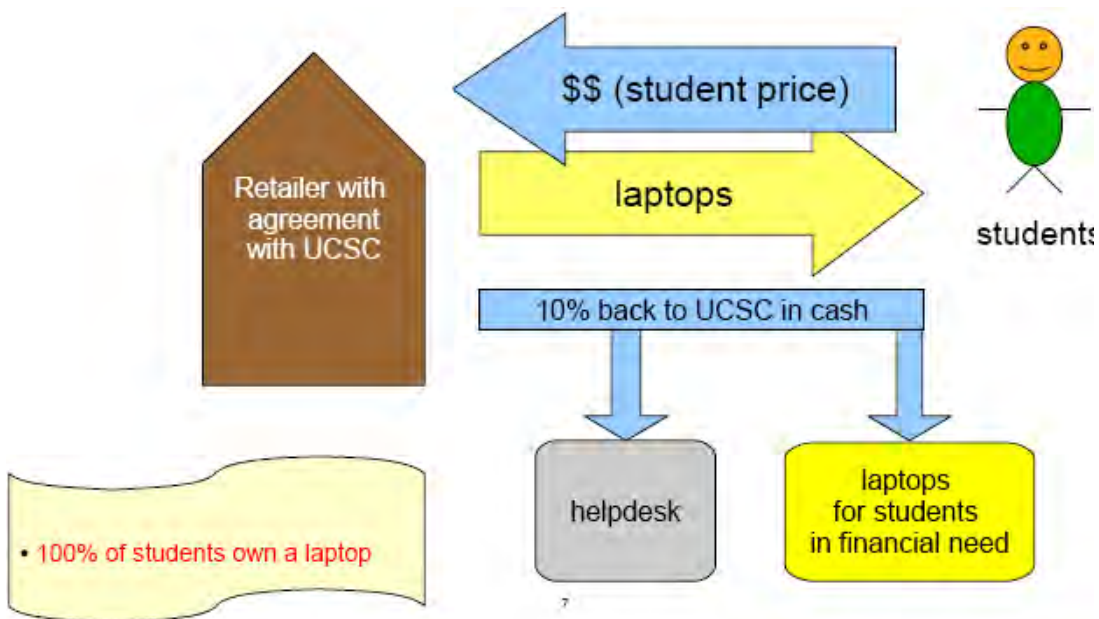 $$ (student price)
Retailer with
agreement
with UCSC
laptops
students
10% back to UCSC in cash
helpdesk
laptops
for students
in financial need
• 100% of students own a laptop
7